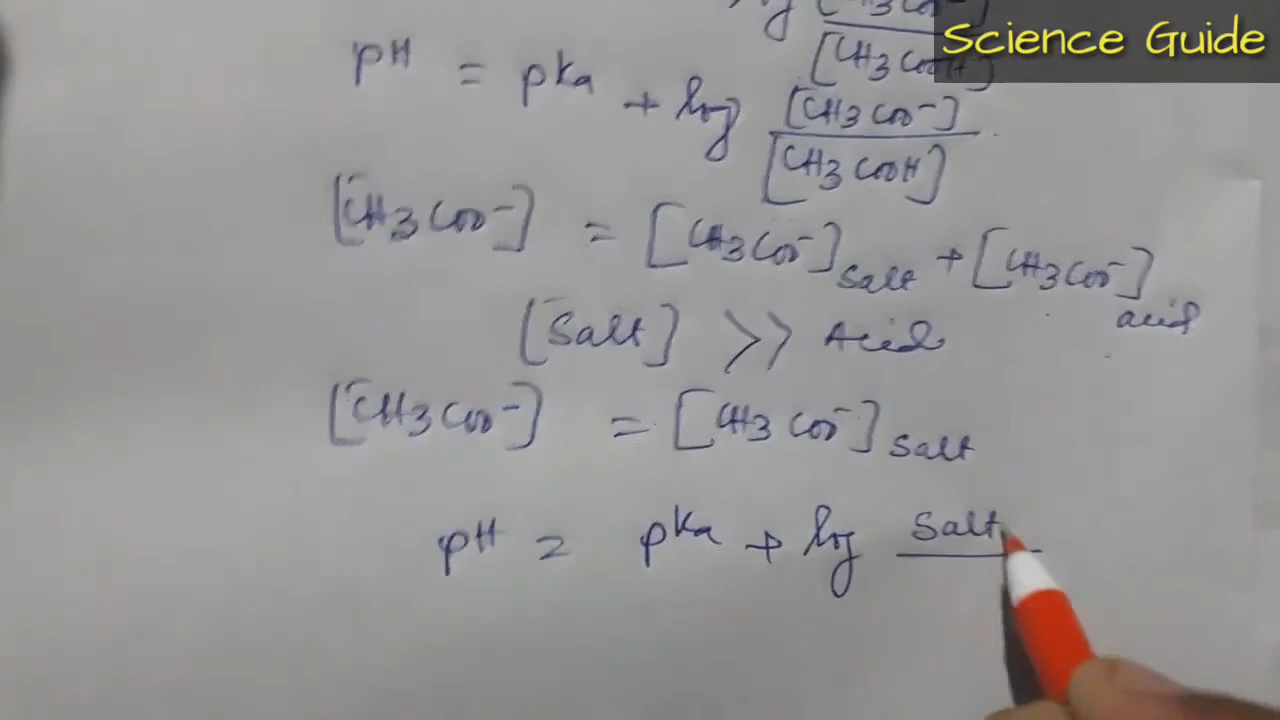 Science Guide
[CH3COOH]
pH = pKa + log [CH3COO-] / [CH3COOH]
[CH3COO-] = [CH3COO-]Salt + [CH3COO-]acid
[Salt] >> Acid
[CH3COO-] = [CH3COO-]Salt
pH = pKa + log Salt